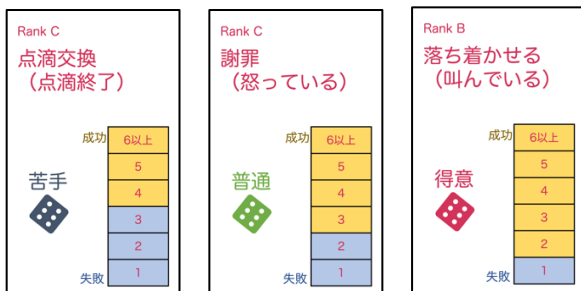 Rank C
点滴交換
（点滴終了）
成功
6以上
5
4
3
2
1
苦手
失敗
Rank C
謝罪
（怒っている）
成功
6以上
5
4
3
2
1
普通
失敗
Rank B
落ち着かせる
（叫んでいる）
成功
6以上
5
4
3
2
1
得意
失敗